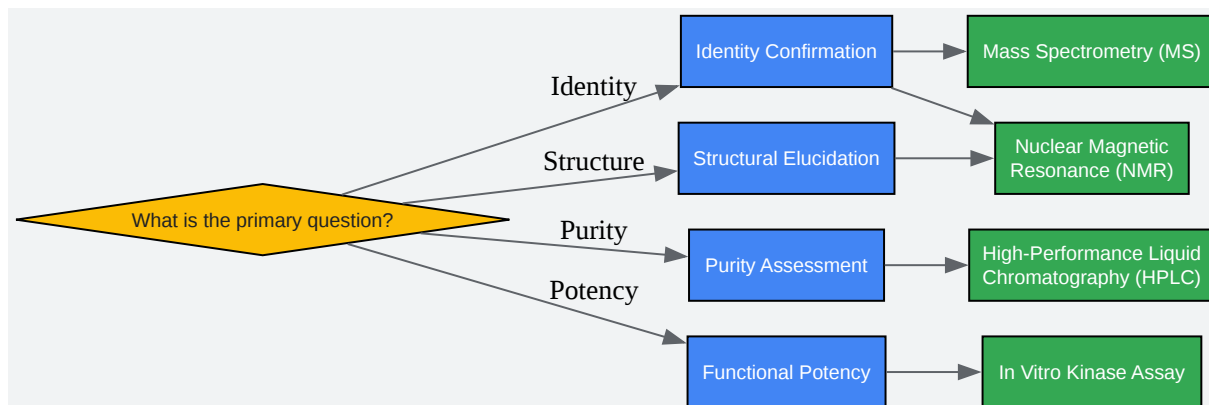 What is the primary question?
Identity
Structure
Purity
Potency
Identity Confirmation
Structural Elucidation
Purity Assessment
Functional Potency
Mass Spectrometry (MS)
Nuclear Magnetic
Resonance (NMR)
High-Performance Liquid
Chromatography (HPLC)
In Vitro Kinase Assay